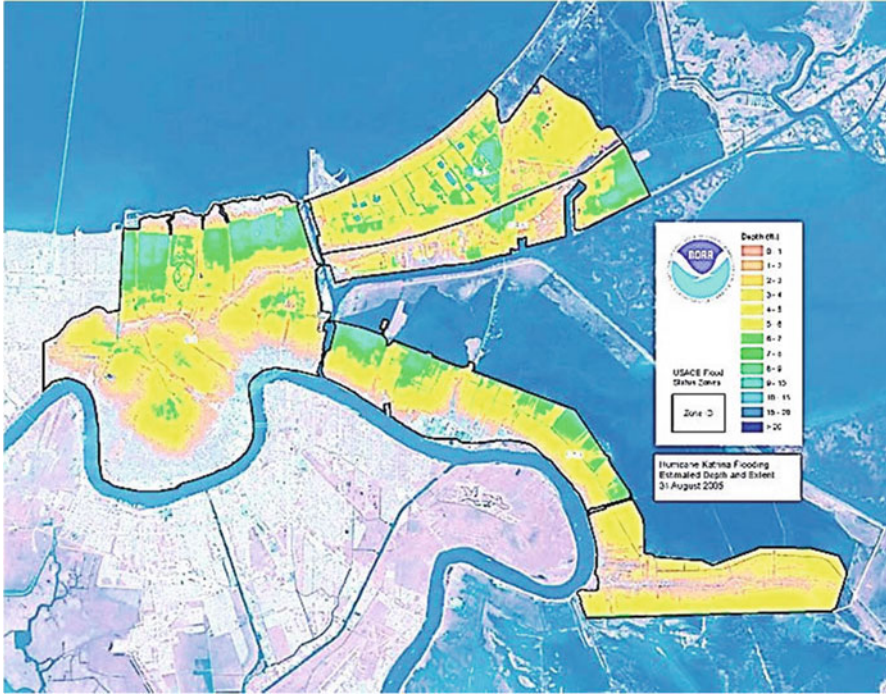 NOAA
Depth (ft.)
0 - 1
1 - 2
2 - 3
3 - 4
4 - 5
5 - 6
6 - 7
7 - 8
8 - 9
9 - 10
10 - 15
15 - 20
> 20
USACE Flood
Status Zones
Zone ID
Hurricane Katrina Flooding
Estimated Depth and Extent
31 August 2005